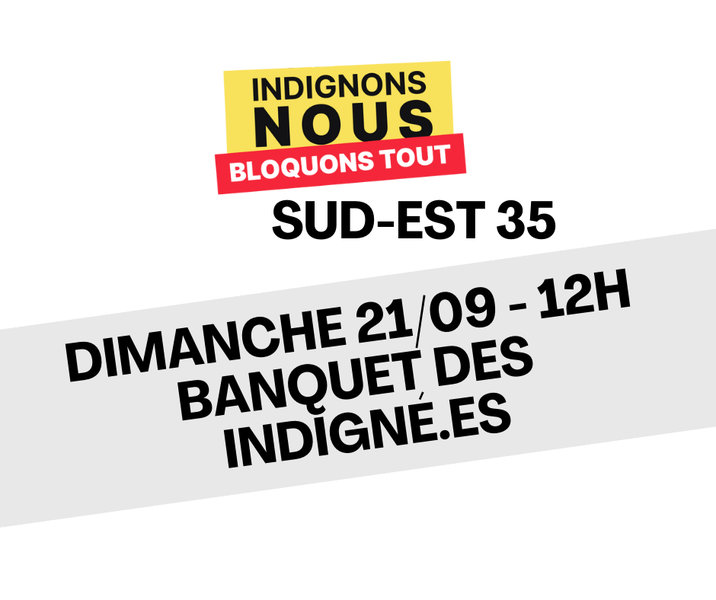 INDIGNONS
NOUS
BLOQUONS TOUT
SUD-EST 35
DIMANCHE 21/09 - 12H
BANQUET DES
INDIGNÉ.ES